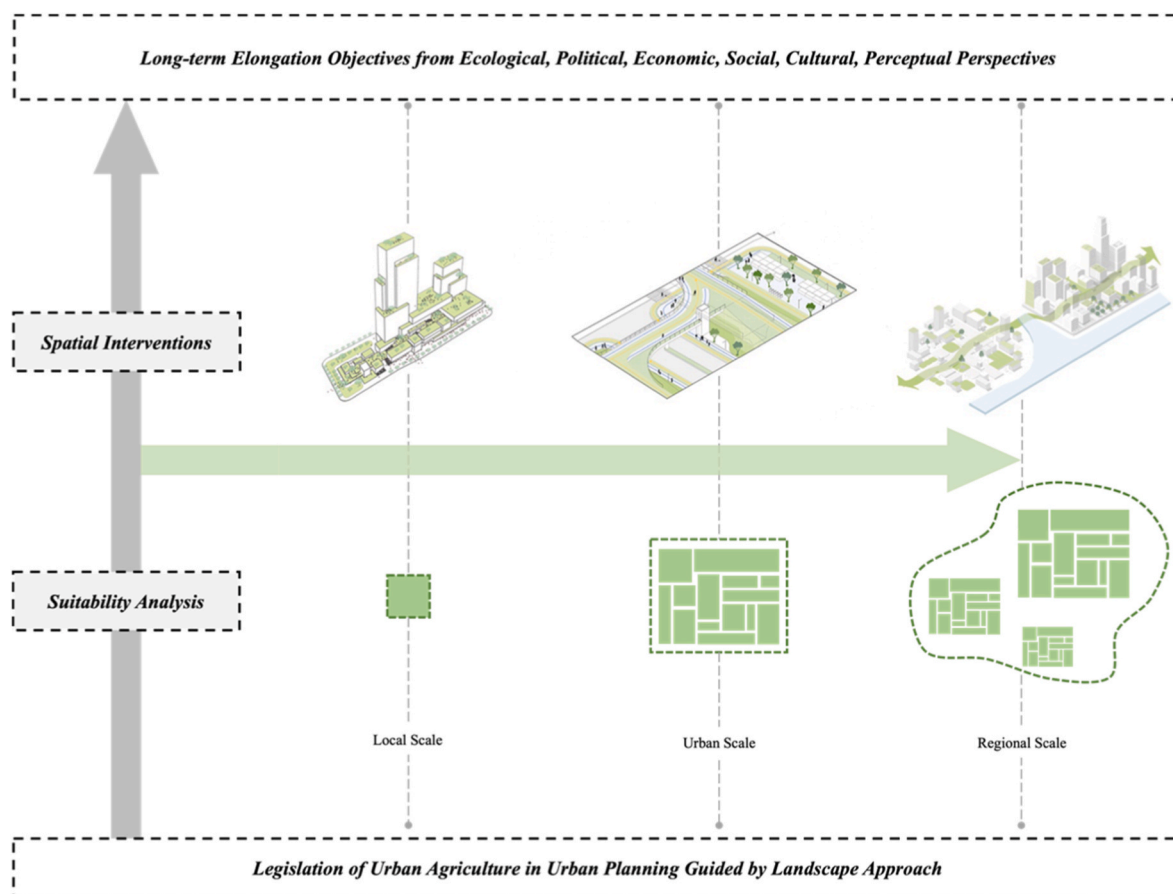 Long-term Elongation Objectives from Ecological, Political, Economic, Social, Cultural, Perceptual Perspectives
Spatial Interventions
Suitability Analysis
Local Scale
Urban Scale
Regional Scale
Legislation of Urban Agriculture in Urban Planning Guided by Landscape Approach